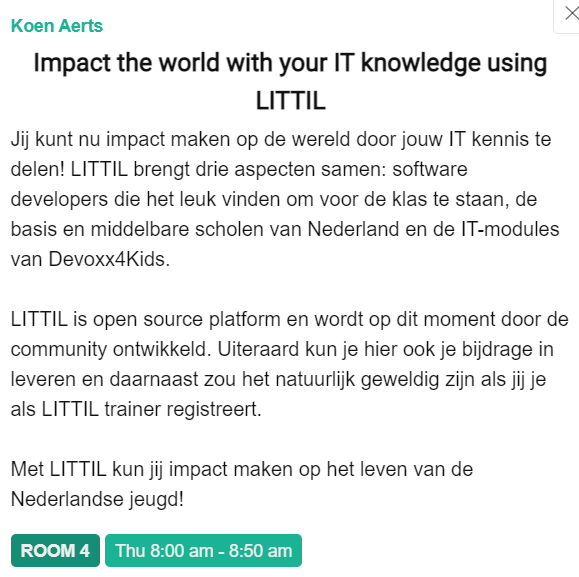 Koen Aerts
Impact the world with your IT knowledge using
LITTIL
Jij kunt nu impact maken op de wereld door jouw IT kennis te
delen! LITTIL brengt drie aspecten samen: software
developers die het leuk vinden om voor de klas te staan, de
basis en middelbare scholen van Nederland en de IT-modules
van Devoxx4Kids.
LITTIL is open source platform en wordt op dit moment door de
community ontwikkeld. Uiteraard kun je hier ook je bijdrage in
leveren en daarnaast zou het natuurlijk geweldig zijn als jij je
als LITTIL trainer registreert.
Met LITTIL kun jij impact maken op het leven van de
Nederlandse jeugd!
ROOM 4 Thu 8:00 am - 8:50 am